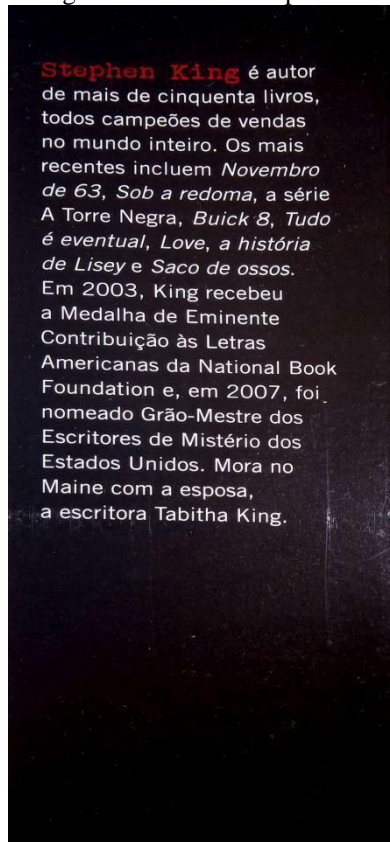 Stephen King é autor
de mais de cinquenta livros,
todos campeões de vendas
no mundo inteiro. Os mais
recentes incluem Novembro
de 63, Sob a redoma, a série
A Torre Negra, Buick 8, Tudo
é eventual, Love, a história
de Lisey e Saco de ossos.
Em 2003, King recebeu
a Medalha de Eminente
Contribuição às Letras
Americanas da National Book
Foundation e, em 2007, foi
nomeado Grão-Mestre dos
Escritores de Mistério dos
Estados Unidos. Mora no
Maine com a esposa,
a escritora Tabitha King.